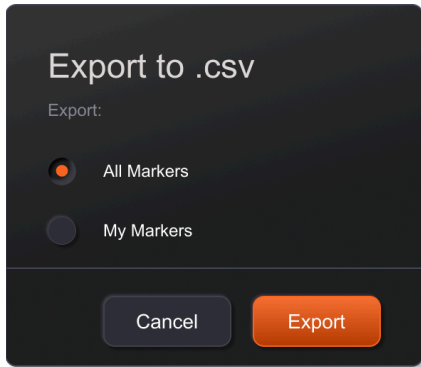 Export to .csv
Export:
All Markers
My Markers
Cancel
Export